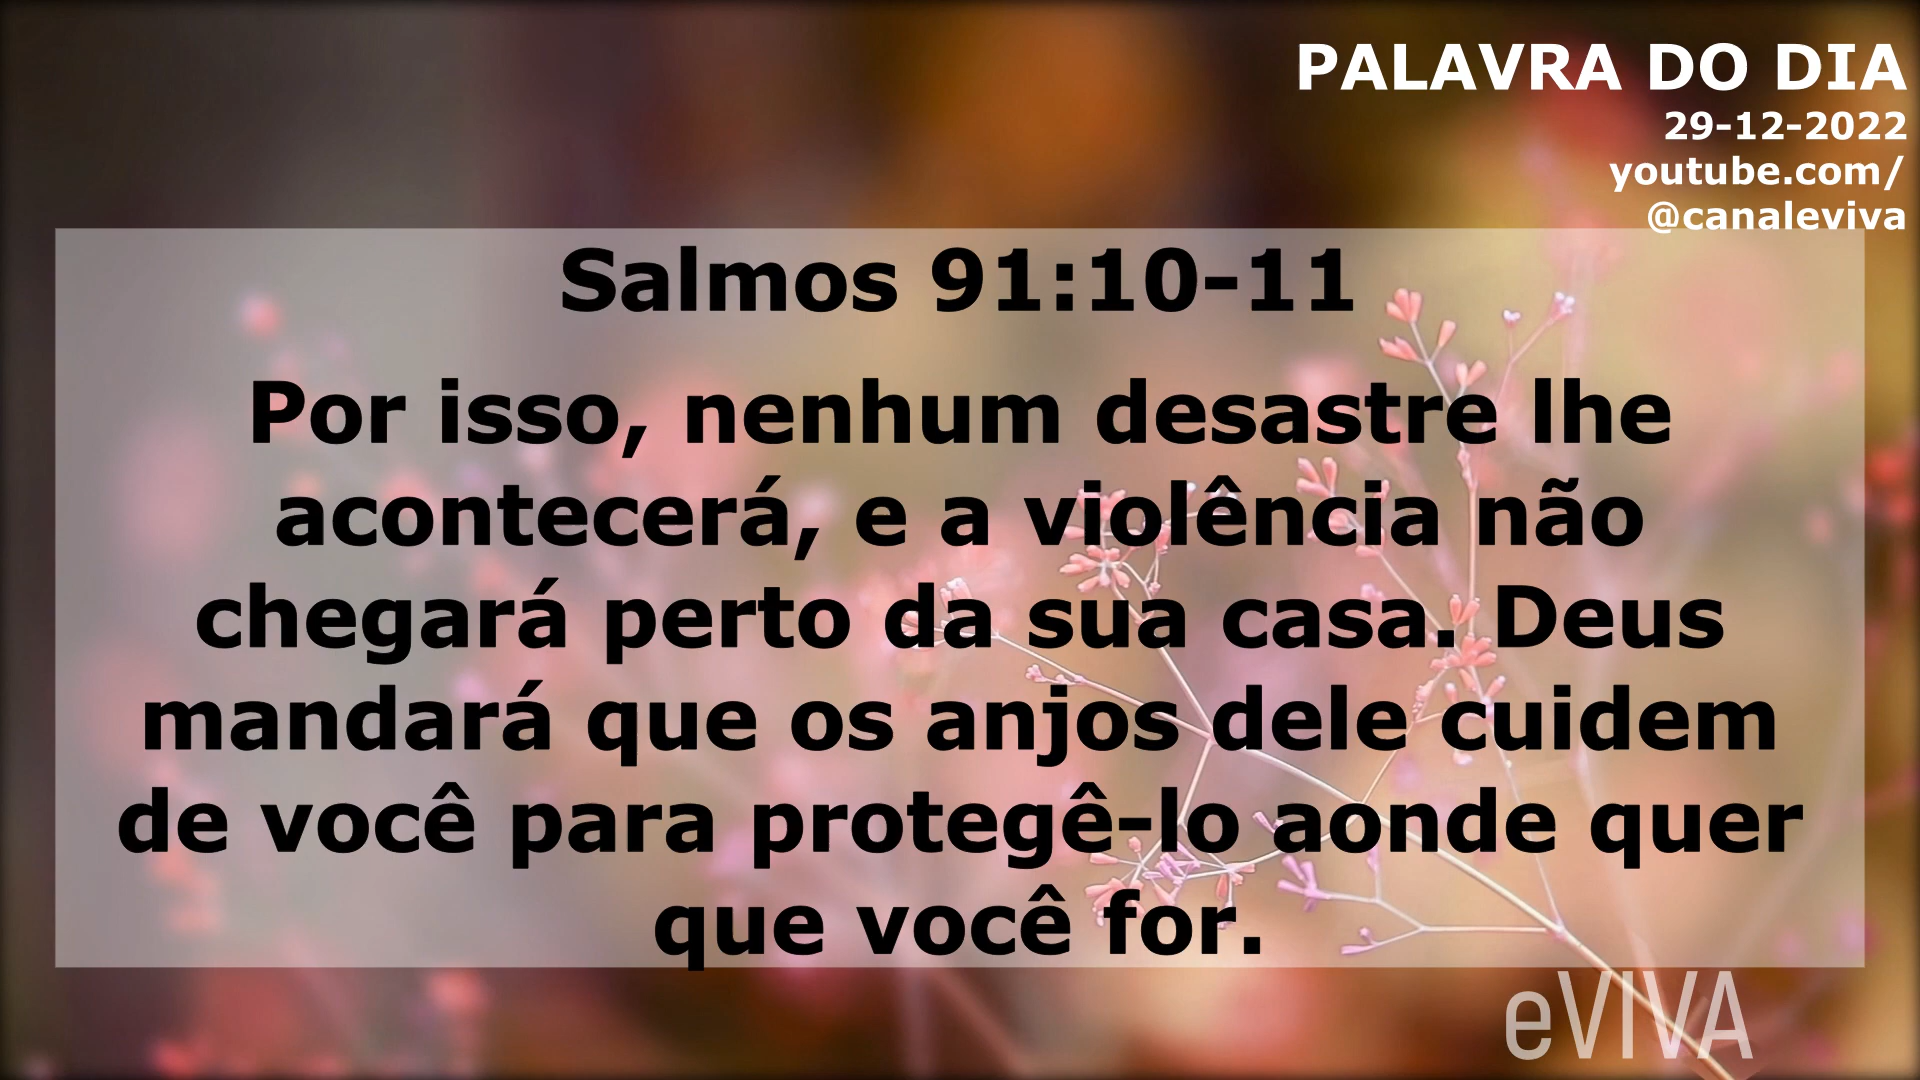 PALAVRA DO DIA
29-12-2022
youtube.com/
@canaleviva
Salmos 91:10-11
Por isso, nenhum desastre lhe
acontecerá, e a violência não
chegará perto da sua casa. Deus
mandará que os anjos dele cuidem
de você para protegê-lo aonde quer
que você for.
eVIVA